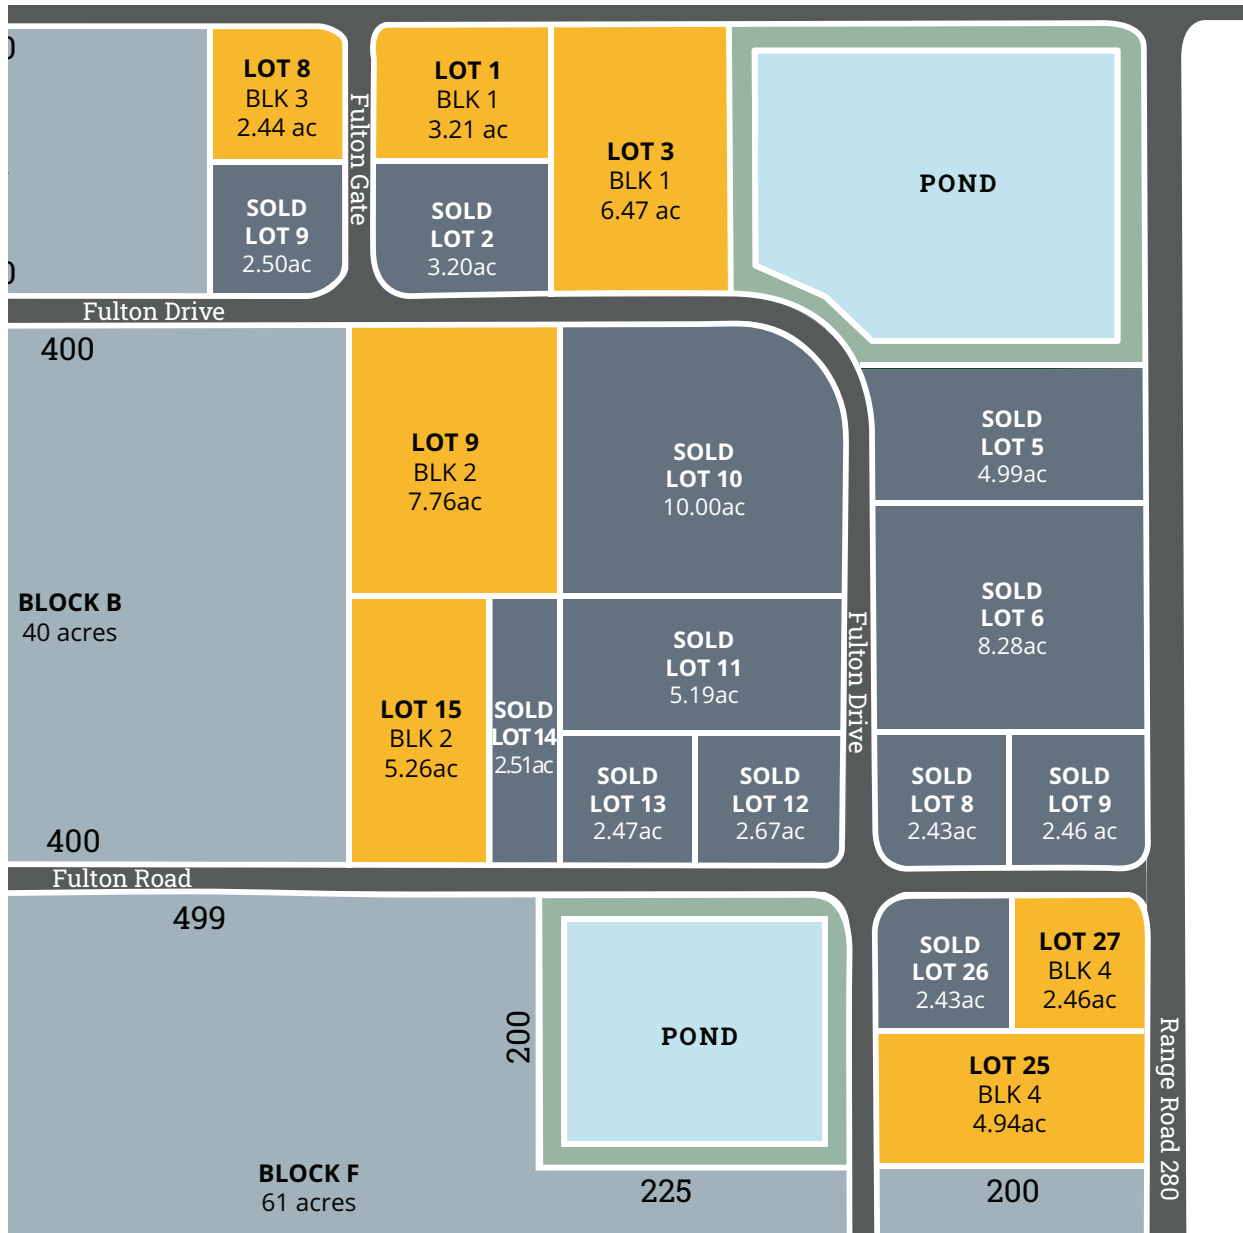 LOT 8
BLK 3
2.44 ac
SOLD
LOT 9
2.50ac
Fulton Gate
LOT 1
BLK 1
3.21 ac
SOLD
LOT 2
3.20ac
LOT 3
BLK 1
6.47 ac
POND
Fulton Drive
400
BLOCK B
40 acres
400
LOT 9
BLK 2
7.76ac
SOLD
LOT 10
10.00ac
LOT 15
BLK 2
5.26ac
SOLD
LOT 14
2.51ac
SOLD
LOT 11
5.19ac
SOLD
LOT 13
2.47ac
SOLD
LOT 12
2.67ac
Fulton Drive
SOLD
LOT 5
4.99ac
SOLD
LOT 6
8.28ac
SOLD
LOT 8
2.43ac
SOLD
LOT 9
2.46 ac
Fulton Road
499
200
POND
BLOCK F
61 acres
225
SOLD
LOT 26
2.43ac
LOT 27
BLK 4
2.46ac
LOT 25
BLK 4
4.94ac
200
Range Road 280